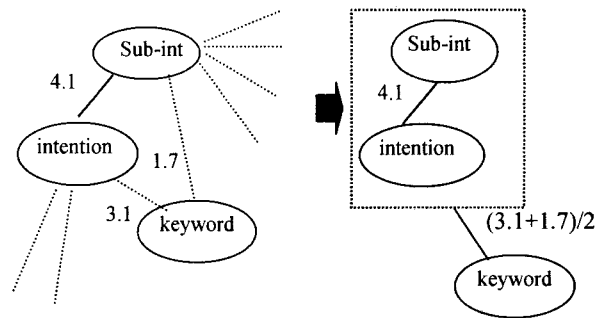 Sub-int
4.1
intention
1.7
3.1
keyword
Sub-int
4.1
intention
(3.1+1.7)/2
keyword